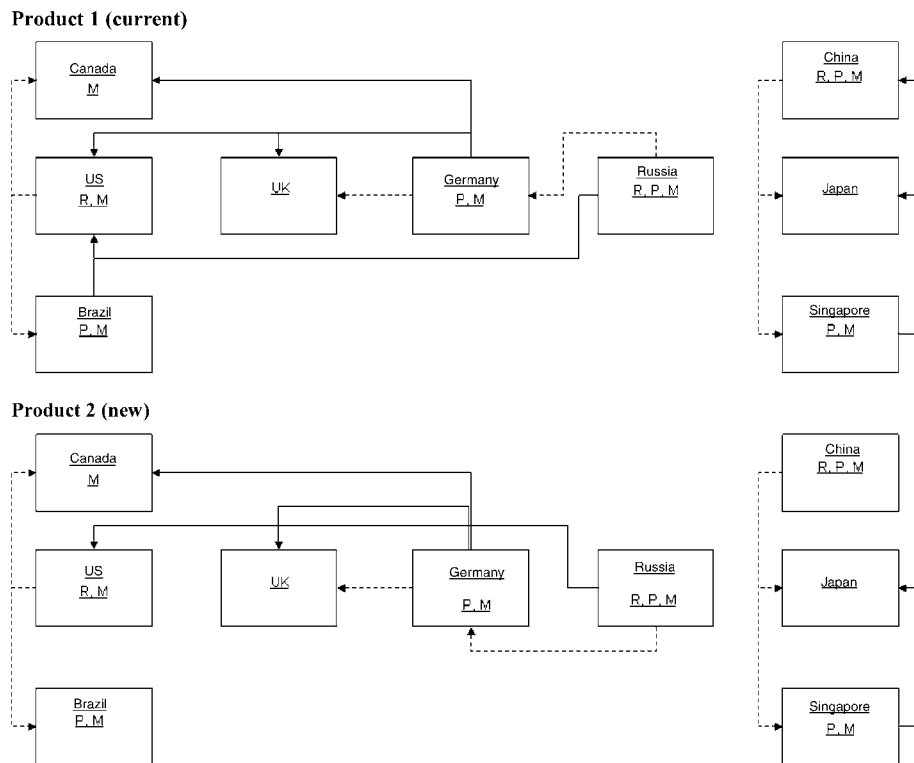 Product 1 (current)
Canada
M
China
R, P, M
US
R, M
UK
Germany
P, M
Russia
R, P, M
Japan
Brazil
P, M
Singapore
P, M
Product 2 (new)
Canada
M
China
R, P, M
US
R, M
UK
Germany
P, M
Russia
R, P, M
Japan
Brazil
P, M
Singapore
P, M